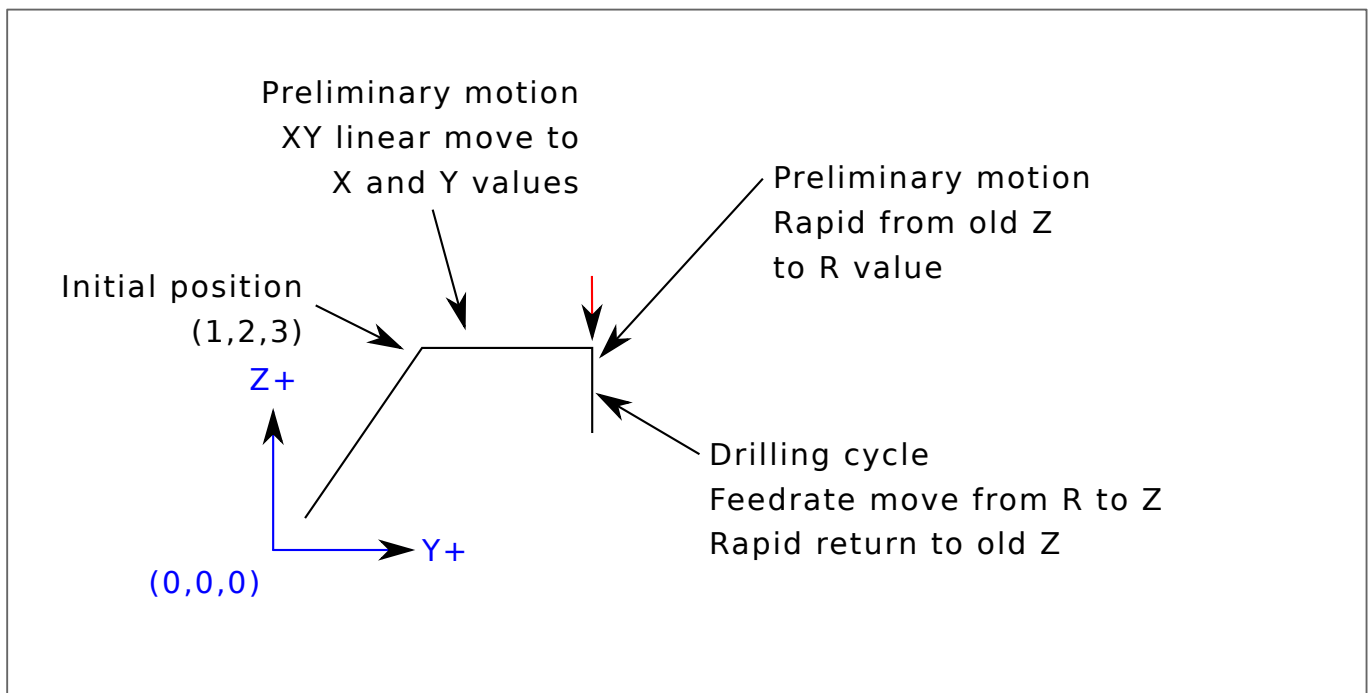 Preliminary motion
XY linear move to
X and Y values
Preliminary motion
Rapid from old Z
to R value
Initial position
(1,2,3)
Z+
Drilling cycle
Feedrate move from R to Z
Rapid return to old Z
Y+
(0,0,0)